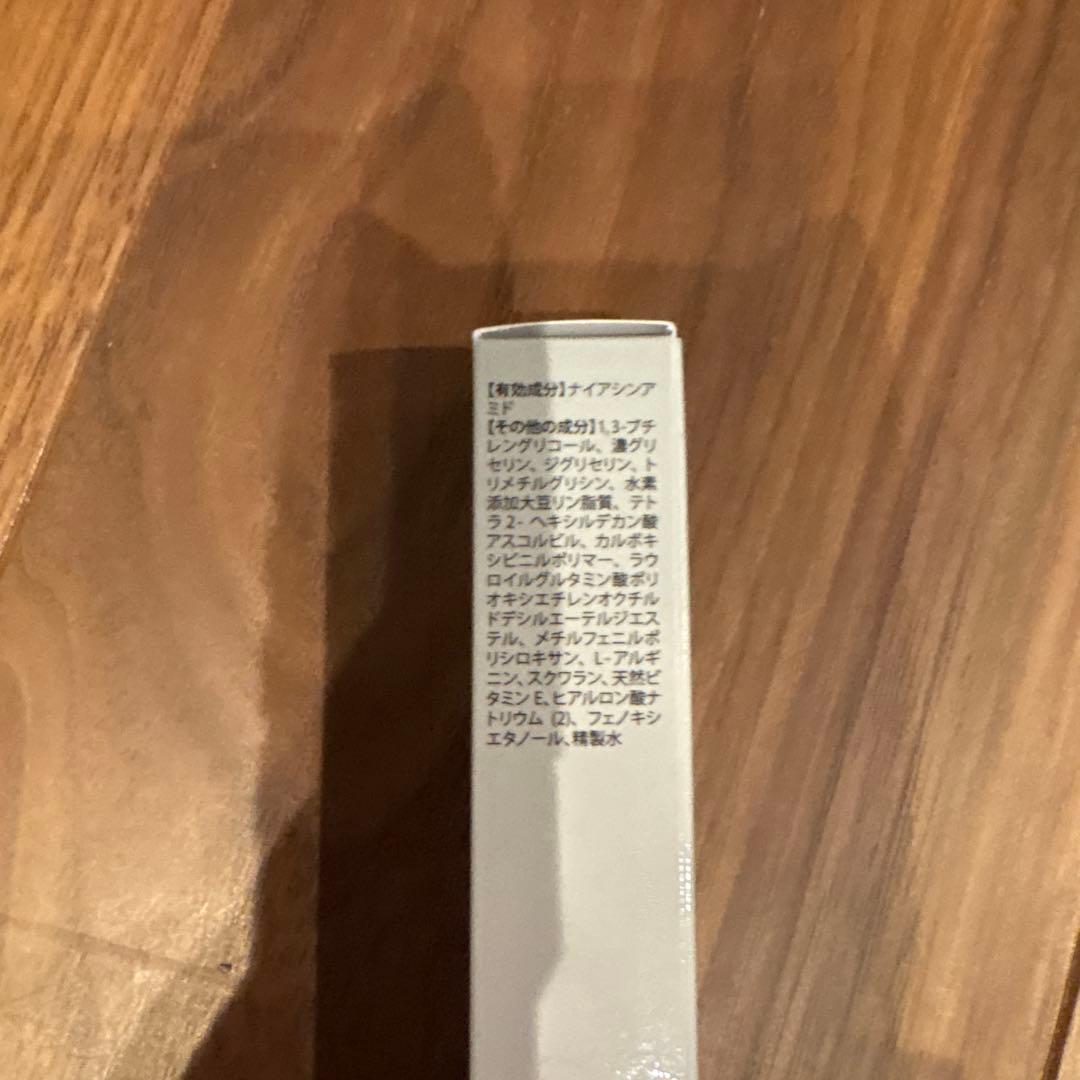 【有効成分】ナイアシンア
ミド
【その他の成分】1,3-ブチ
レングリコール、濃グリ
セリン、ジグリセリン、ト
リメチルグリシン、水素
添加大豆リン脂質、テト
ラ2-ヘキシルデカン酸
アスコルビル、カルボキ
シビニルポリマー、ラウ
ロイルグルタミン酸ポリ
オキシエチレンオクチル
ドデシルエーテルジエス
テル、メチルフェニルポ
リシロキサン、L-アルギ
ニン、スクワラン、天然ビ
タミンE、ヒアルロン酸ナ
トリウム (2)、フェノキシ
エタノール、精製水